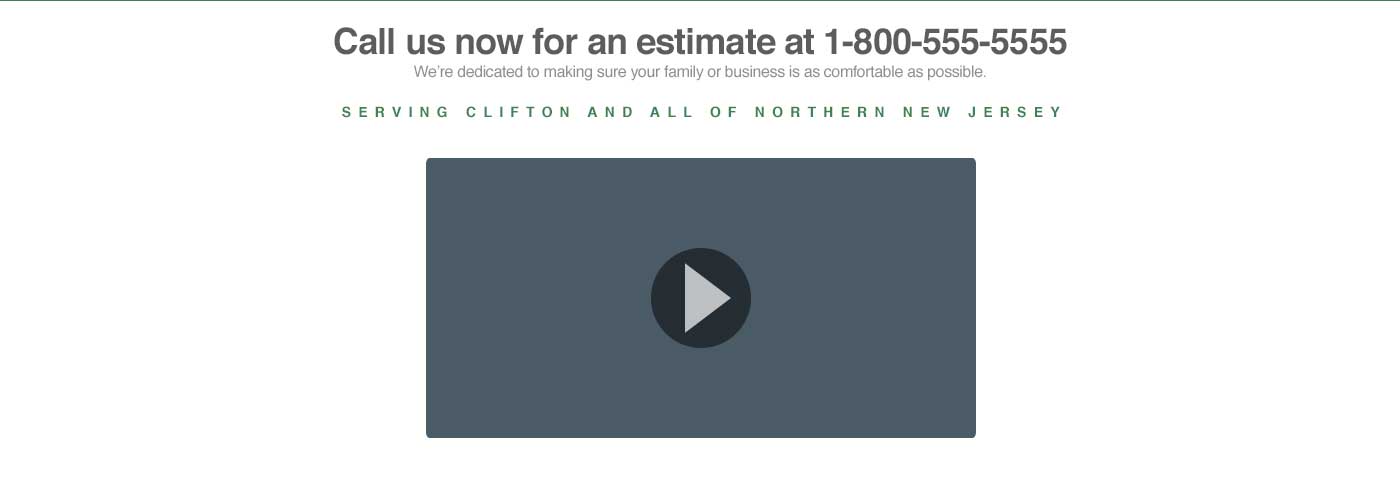 Call us now for an estimate at 1-800-555-5555
We're dedicated to making sure your family or business is as comfortable as possible.
SERVING CLIFTON AND ALL OF NORTHERN NEW JERSEY